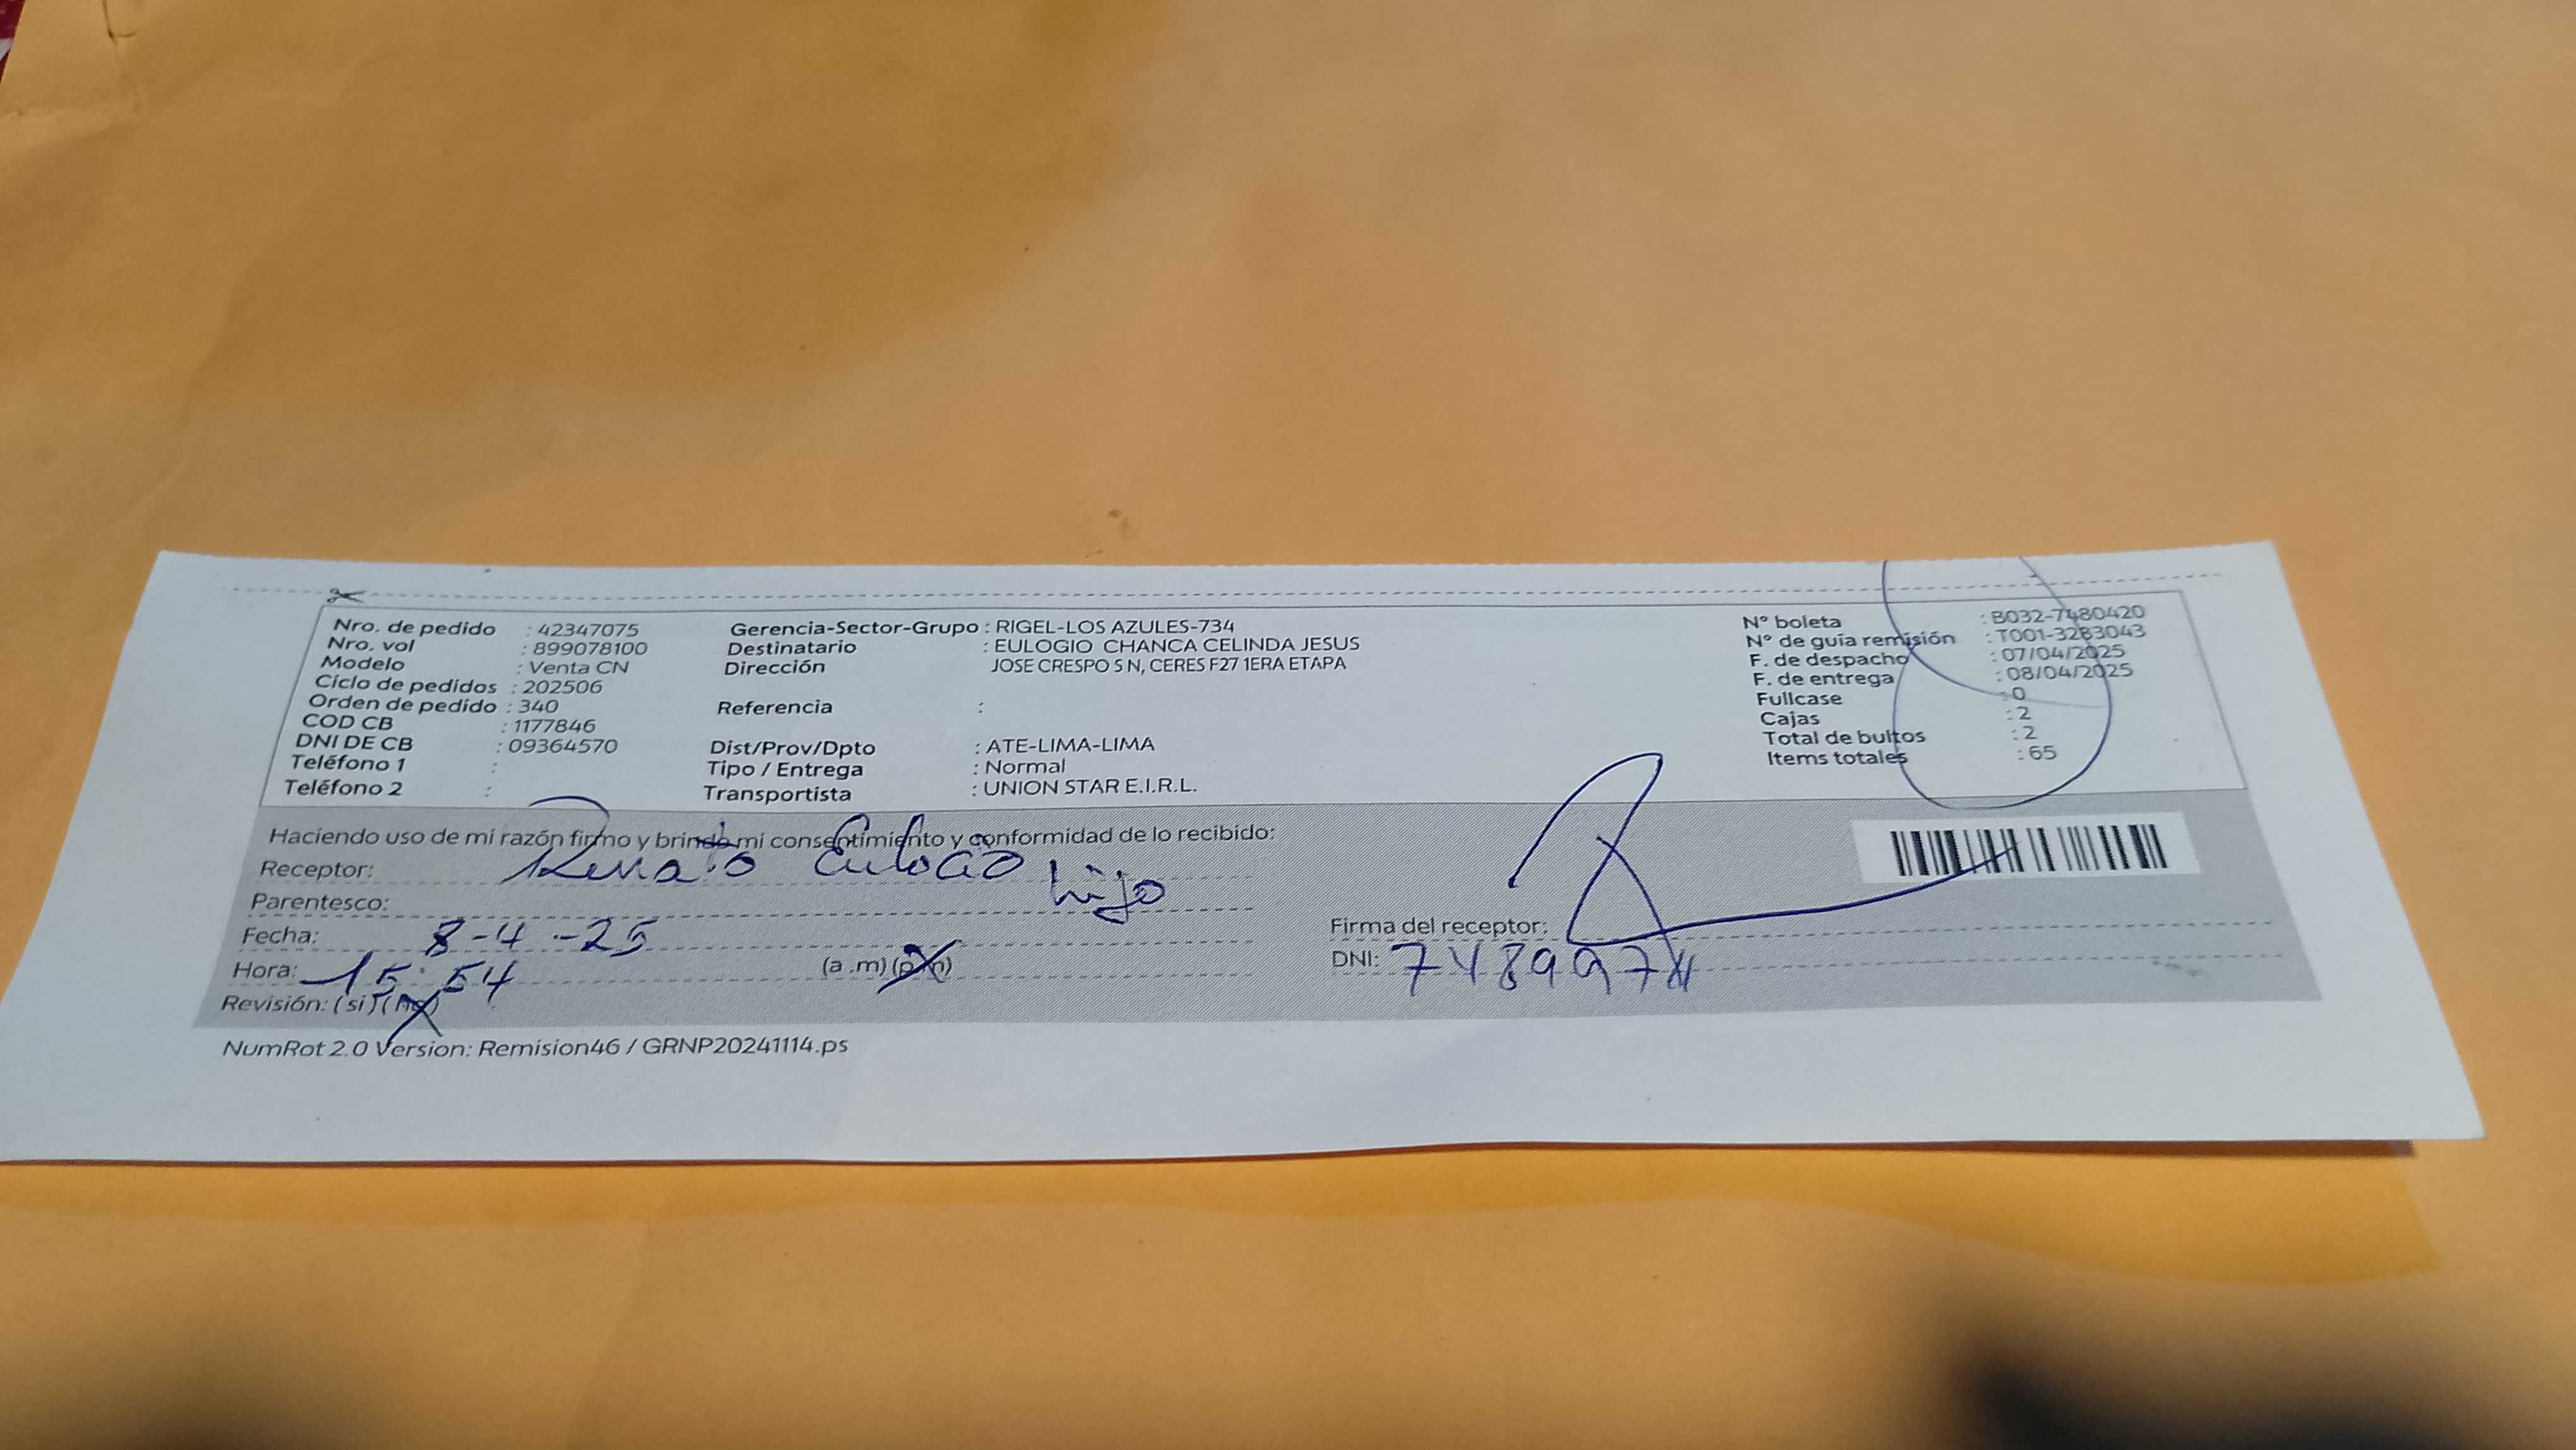 Nro. de pedido : 42347075
Nro. vol : 899078100
Modelo : Venta CN
Ciclo de pedidos : 202506
Orden de pedido : 340
COD CB : 1177846
DNI DE CB : 09364570
Teléfono 1 :
Teléfono 2 :
Gerencia-Sector-Grupo : RIGEL-LOS AZULES-734
Destinatario : EULOGIO CHANCA CELINDA JESUS
Dirección JOSE CRESPO S N, CERES F27 1ERA ETAPA
Referencia :
Dist/Prov/Dpto : ATE-LIMA-LIMA
Tipo / Entrega : Normal
Transportista : UNION STAR E.I.R.L.
N° boleta : B032-7480420
N° de guía remisión : T001-3283043
F. de despacho : 07/04/2025
F. de entrega : 08/04/2025
Fullcase : 0
Cajas : 2
Total de bultos : 2
Items totales : 65
Haciendo uso de mi razón firmo y brindo mi consentimiento y conformidad de lo recibido:
Receptor: Renato Eulogio
Parentesco: hijo
Fecha: 8-4-25
Hora: 15:54 (a.m) (p.m)
Revisión: (si) (no)
Firma del receptor:
DNI:
NumRot 2.0 Version: Remision46 / GRNP20241114.ps